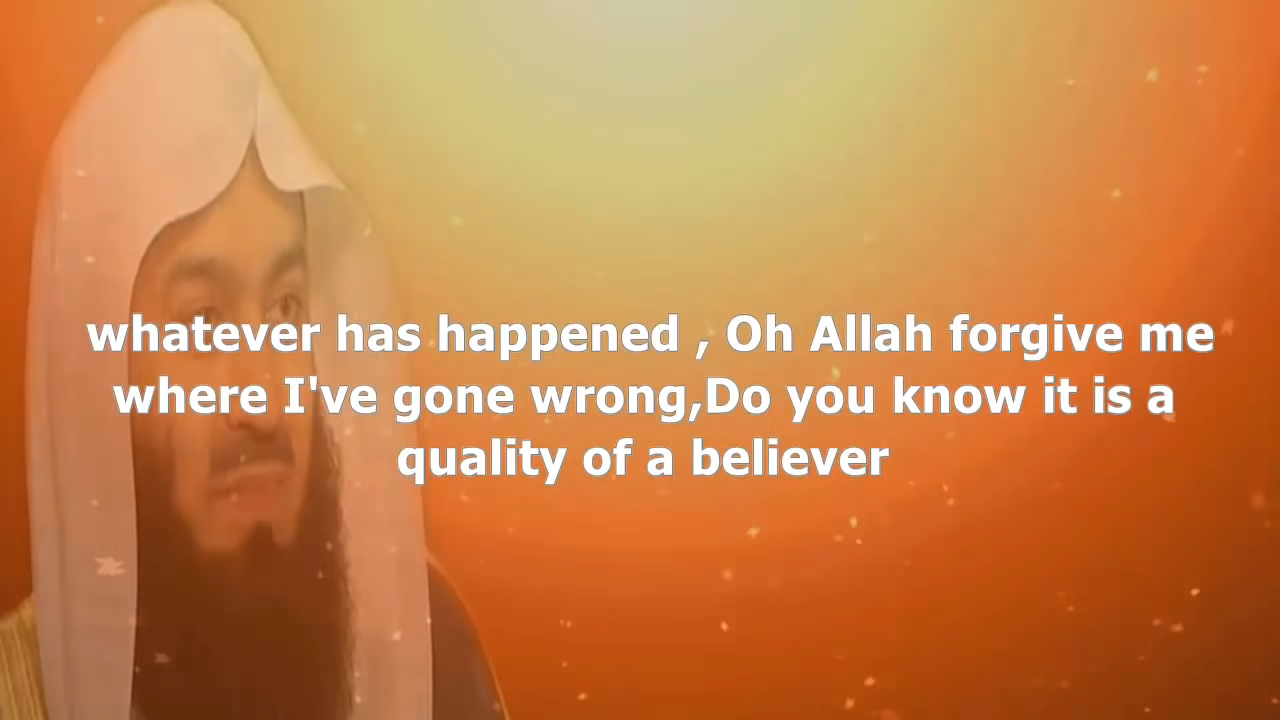 whatever has happened , Oh Allah forgive me
where I've gone wrong,Do you know it is a
quality of a believer